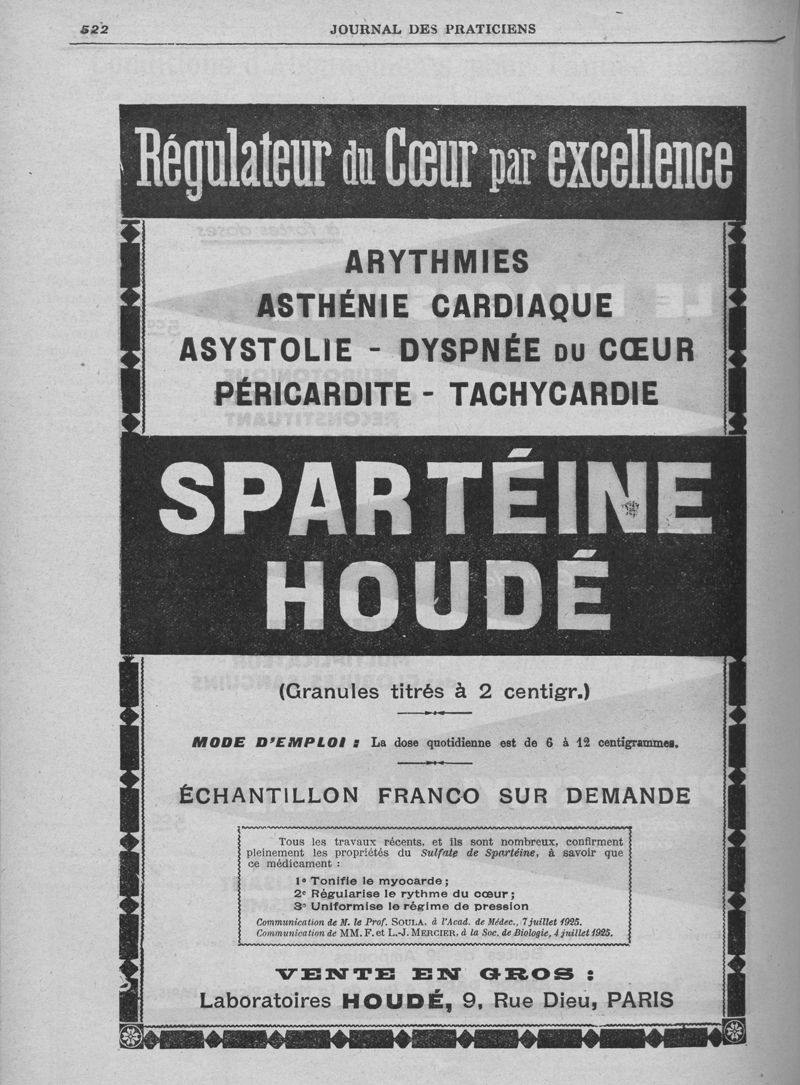 522
JOURNAL DES PRATICIENS
Régulateur du Cœur par excellence
ARYTHMIES
ASTHÉNIE CARDIAQUE
ASYSTOLIE - DYSPNÉE DU CŒUR
PÉRICARDITE - TACHYCARDIE
SPARTÉINE
HOUDÉ
(Granules titrés à 2 centigr.)
MODE D'EMPLOI : La dose quotidienne est de 6 à 12 centigrammes.
ÉCHANTILLON FRANCO SUR DEMANDE
Tous les travaux récents, et ils sont nombreux, confirment
pleinement les propriétés du Sulfate de Spartéine, à savoir que
ce médicament :
1° Tonifie le myocarde ;
2° Régularise le rythme du cœur ;
3° Uniformise le régime de pression
Communication de M. le Prof. SOULA, à l'Acad. de Médec., 7 juillet 1925.
Communication de MM. F. et L.-J. MERCIER, à la Soc. de Biologie, 4 juillet 1925.
VENTE EN GROS :
Laboratoires HOUDÉ, 9, Rue Dieu, PARIS